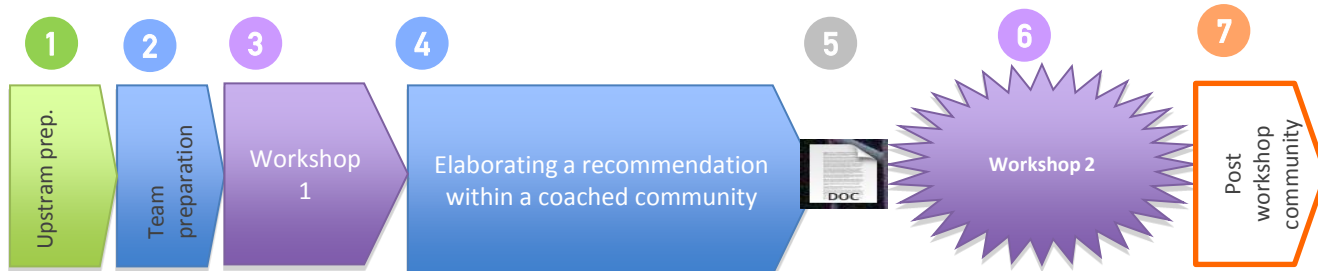 1
2
3
4
5
6
7
Upstram prep.
Team
preparation
Workshop
1
Elaborating a recommendation
within a coached community
DOC
Workshop 2
Post
workshop
community